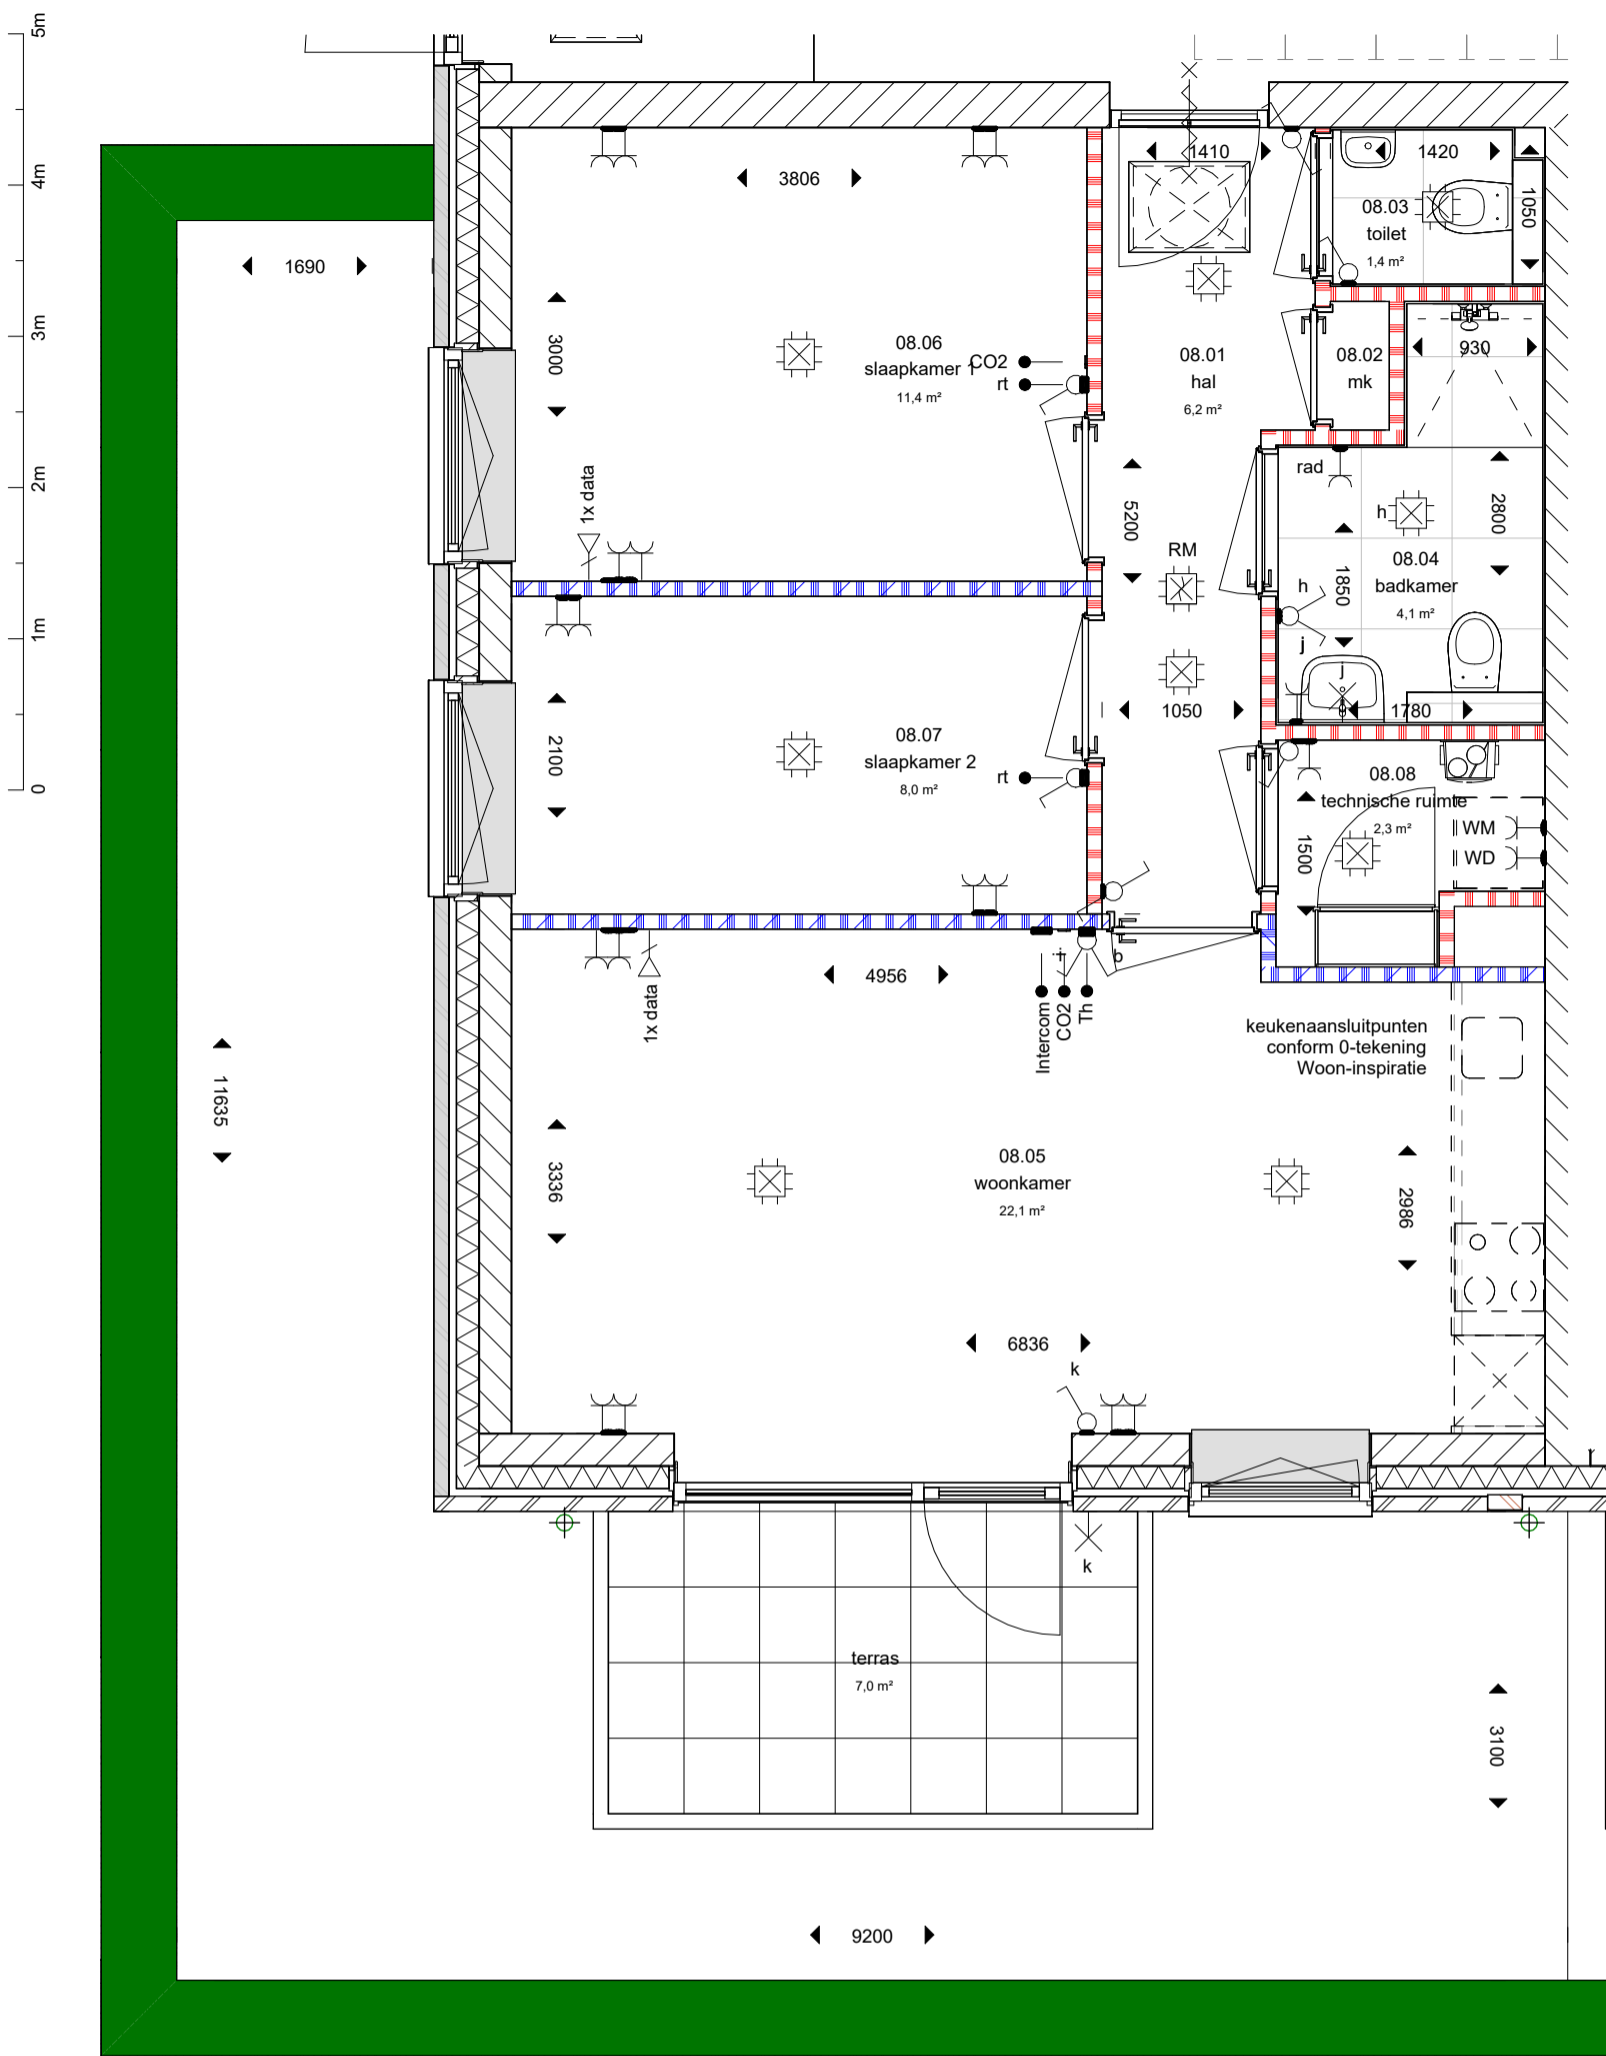 5m
4m
3m
2m
1m
0
1690
11635
3806
3000
08.06
slaapkamer 1
11,4 m²
CO2
rt
1x data
1410
08.01
hal
6,2 m²
5200
RM
1050
1420
08.03
toilet
1,4 m²
1050
08.02
mk
930
rad
h
2800
08.04
badkamer
4,1 m²
h
1850
j
j
1780
2100
08.07
slaapkamer 2
8,0 m²
rt
08.08
technische ruimte
2,3 m²
1500
WM
WD
1x data
4956
Intercom
CO2
Th
b
keukenaansluitpunten
conform 0-tekening
Woon-inspiratie
3336
08.05
woonkamer
22,1 m²
2986
6836
k
k
terras
7,0 m²
3100
9200